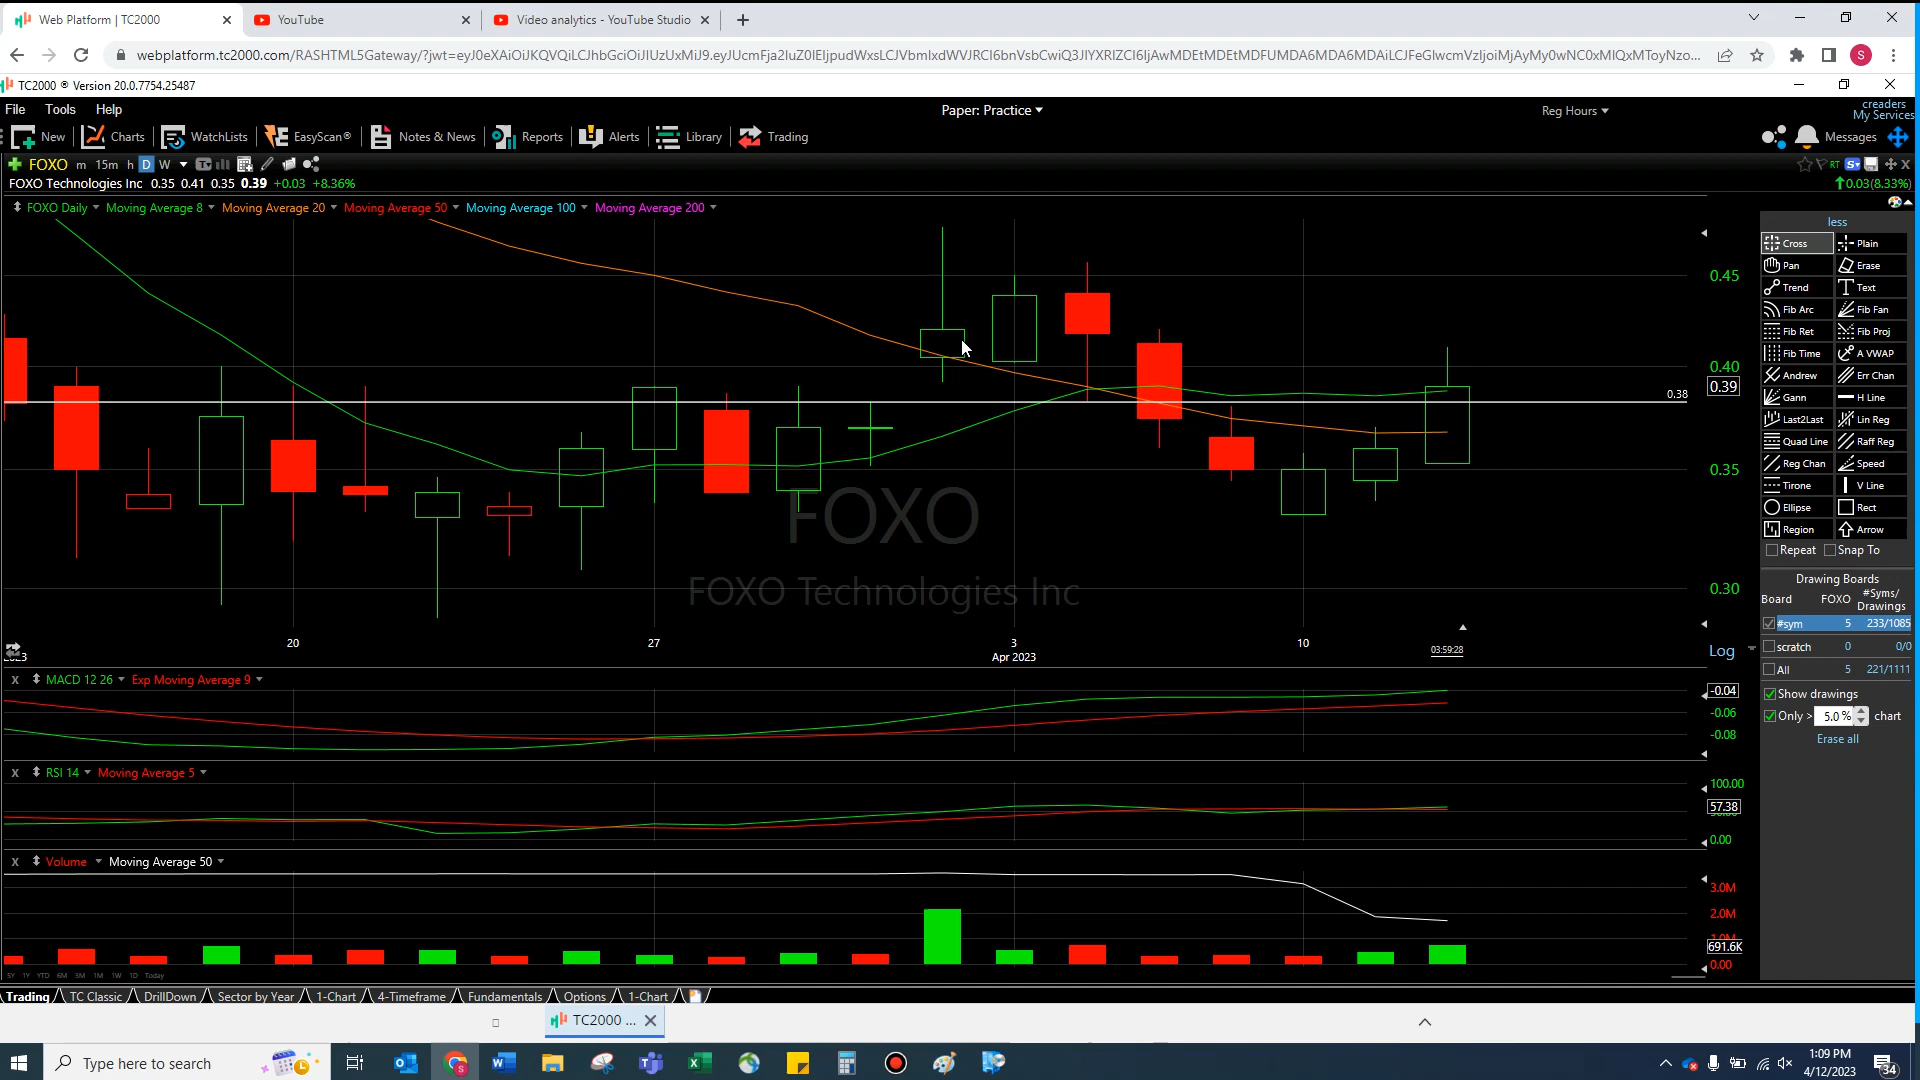 Web Platform | TC2000
YouTube
Video analytics - YouTube Studio
TC2000 ® Version 20.0.7754.25487
File Tools Help
Paper: Practice
Reg Hours
creaders
My Services
New Charts WatchLists EasyScan® Notes & News Reports Alerts Library Trading
Messages
FOXO m 15m h D W
RT
FOXO Technologies Inc 0.35 0.41 0.35 0.39 +0.03 +8.36%
0.03(8.33%)
FOXO Daily Moving Average 8 Moving Average 20 Moving Average 50 Moving Average 100 Moving Average 200
0.45
0.40
0.39
0.38
0.35
0.30
FOXO
FOXO Technologies Inc
20 27 3 10
Apr 2023
03:59:28
Log
MACD 12 26 Exp Moving Average 9
-0.04
-0.06
-0.08
RSI 14 Moving Average 5
100.00
57.38
0.00
Volume Moving Average 50
3.0M
2.0M
691.6K
0.00
5Y 1Y YTD 6M 3M 1M 1W 1D Today
less
Cross Plain
Pan Erase
Trend Text
Fib Arc Fib Fan
Fib Ret Fib Proj
Fib Time A VWAP
Andrew Err Chan
Gann H Line
Last2Last Lin Reg
Quad Line Raff Reg
Reg Chan Speed
Tirone V Line
Ellipse Rect
Region Arrow
Repeat Snap To
Drawing Boards
Board FOXO #Syms/
Drawings
#sym 5 233/1085
scratch 0 0/0
All 5 221/1111
Show drawings
Only > 5.0 % chart
Erase all
Trading TC Classic DrillDown Sector by Year 1-Chart 4-Timeframe Fundamentals Options 1-Chart
TC2000 ...
Type here to search
1:09 PM
4/12/2023
34